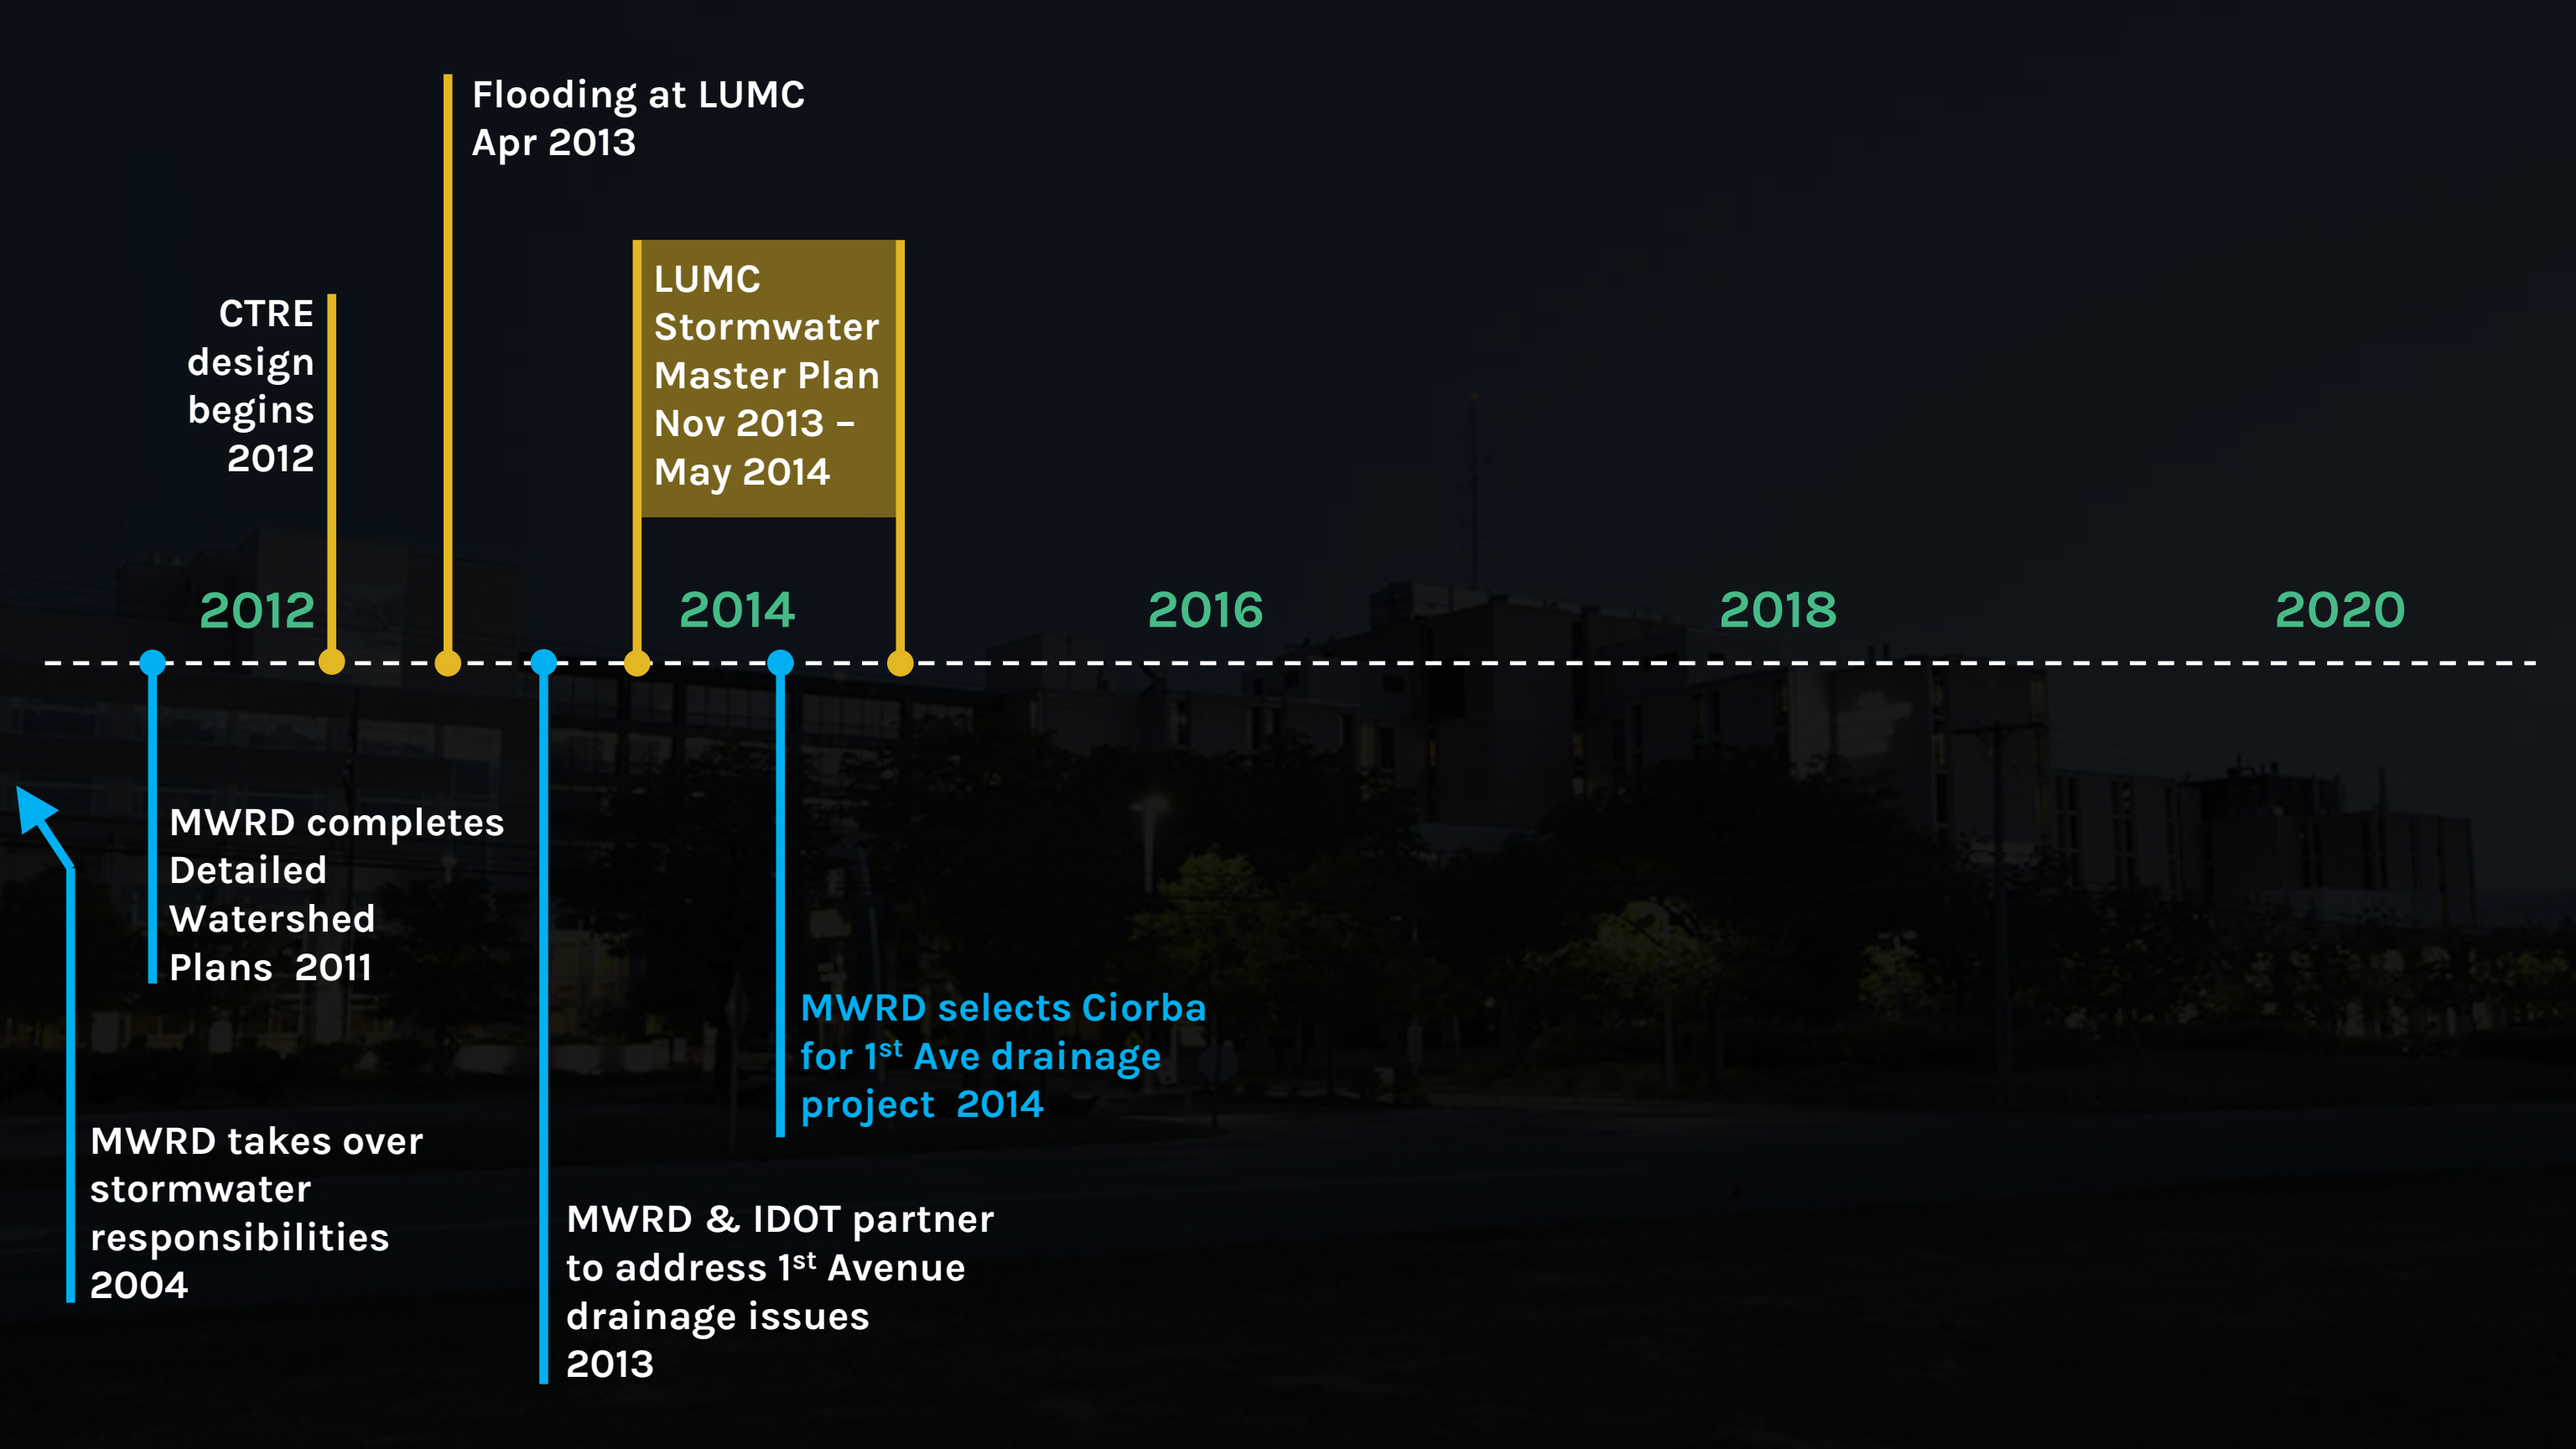 Flooding at LUMC
Apr 2013
LUMC
Stormwater
Master Plan
Nov 2013 –
May 2014
CTRE
design
begins
2012
2012
2014
2016
2018
2020
MWRD completes
Detailed
Watershed
Plans  2011
MWRD selects Ciorba
for 1st Ave drainage
project  2014
MWRD takes over
stormwater
responsibilities
2004
MWRD & IDOT partner
to address 1st Avenue
drainage issues
2013